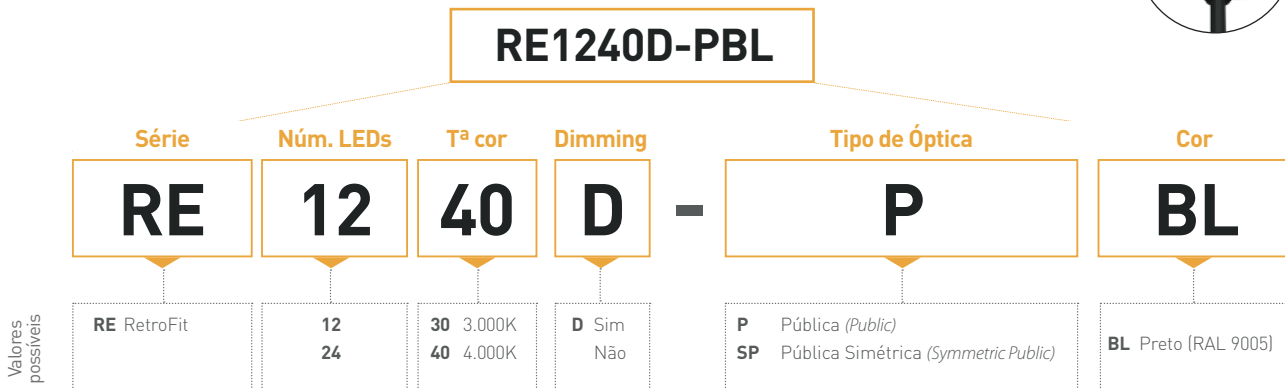 RE1240D-PBL
Série Núm. LEDs Tª cor Dimming Tipo de Óptica Cor
RE 12 40 D - P BL
Valores possíveis
RE RetroFit 12 30 3.000K D Sim P Pública (Public)
24 40 4.000K Não SP Pública Simétrica (Symmetric Public)
BL Preto (RAL 9005)